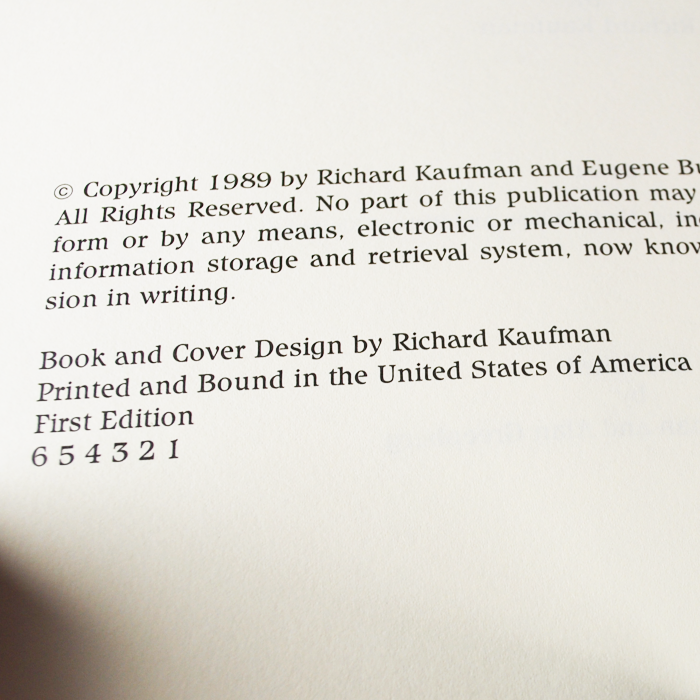 © Copyright 1989 by Richard Kaufman and Eugene
All Rights Reserved. No part of this publication may
form or by any means, electronic or mechanical,
information storage and retrieval system, now
sion in writing.
Book and Cover Design by Richard Kaufman
Printed and Bound in the United States of America
First Edition
6 5 4 3 2 1